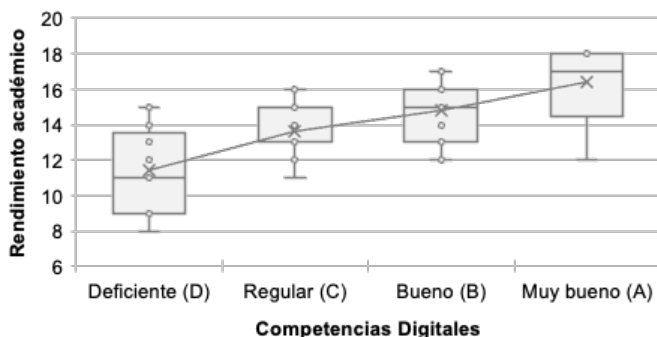 Rendimiento académico
20
18
16
14
12
10
8
6
Deficiente (D) Regular (C) Bueno (B) Muy bueno (A)
Competencias Digitales